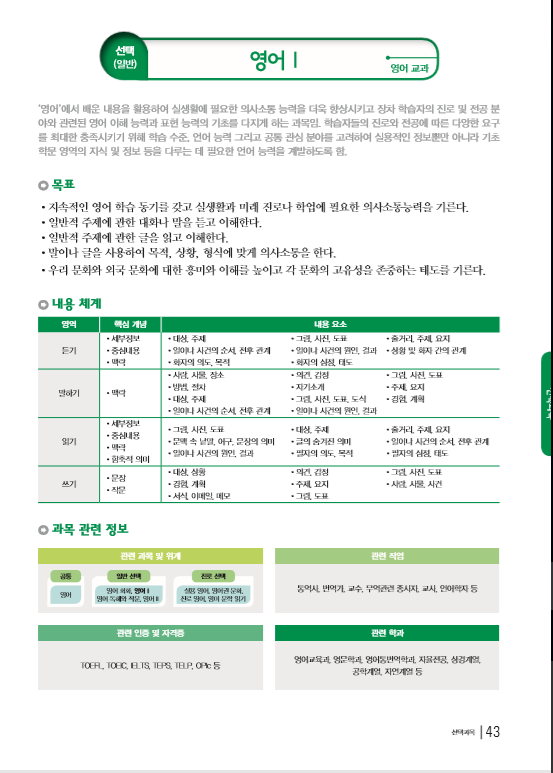 선택
(일반)
영어 I
영어 교과
'영어'에서 배운 내용을 활용하여 실생활에 필요한 의사소통 능력을 더욱 향상시키고 장차 학습자의 진로 및 전공 분
야와 관련된 영어 이해 능력과 표현 능력의 기초를 다지게 하는 과목임. 학습자들의 진로와 전공에 따른 다양한 요구
를 최대한 충족시키기 위해 학습 수준, 언어 능력 그리고 공통 관심 분야를 고려하여 실용적인 정보뿐만 아니라 기초
학문 영역의 지식 및 정보 등을 다루는 데 필요한 언어 능력을 계발하도록 함.
목표
• 지속적인 영어 학습 동기를 갖고 실생활과 미래 진로나 학업에 필요한 의사소통능력을 기른다.
• 일반적 주제에 관한 대화나 말을 듣고 이해한다.
• 일반적 주제에 관한 글을 읽고 이해한다.
• 말이나 글을 사용하여 목적, 상황, 형식에 맞게 의사소통을 한다.
• 우리 문화와 외국 문화에 대한 흥미와 이해를 높이고 각 문화의 고유성을 존중하는 태도를 기른다.
내용 체계
영역 핵심 개념 내용 요소
듣기
• 세부정보
• 중심내용
• 맥락
• 대상, 주제 • 그림, 사진, 도표 • 줄거리, 주제, 요지
• 일이나 사건의 순서, 전후 관계 • 일이나 사건의 원인, 결과 • 상황 및 화자 간의 관계
• 화자의 의도, 목적 • 화자의 심정, 태도
말하기
• 맥락
• 사람, 사물, 장소 • 의견, 감정 • 그림, 사진, 도표
• 방법, 절차 • 자기소개 • 주제, 요지
• 대상, 주제 • 그림, 사진, 도표, 도식 • 경험, 계획
• 일이나 사건의 순서, 전후 관계 • 일이나 사건의 원인, 결과
읽기
• 세부정보
• 중심내용
• 맥락
• 함축적 의미
• 그림, 사진, 도표 • 대상, 주제 • 줄거리, 주제, 요지
• 문맥 속 낱말, 어구, 문장의 의미 • 글의 숨겨진 의미 • 일이나 사건의 순서, 전후 관계
• 일이나 사건의 원인, 결과 • 필자의 의도, 목적 • 필자의 심정, 태도
쓰기
• 문장
• 작문
• 대상, 상황 • 의견, 감정 • 그림, 사진, 도표
• 경험, 계획 • 주제, 요지 • 사람, 사물, 사건
• 서식, 이메일, 메모 • 그림, 도표
과목 관련 정보
관련 과목 및 위계
공통 일반 선택 진로 선택
영어
영어 회화, 영어 I
영어 독해와 작문, 영어 II
실용 영어, 영어권 문화,
진로 영어, 영미 문학 읽기
관련 직업
통역사, 번역가, 교수, 무역관련 종사자, 교사, 언어학자 등
관련 인증 및 자격증
TOEFL, TOEIC, IELTS, TEPS, TELP, OPIc 등
관련 학과
영어교육과, 영문학과, 영어통번역학과, 자율전공, 상경계열,
공학계열, 자연계열 등
선택과목 43